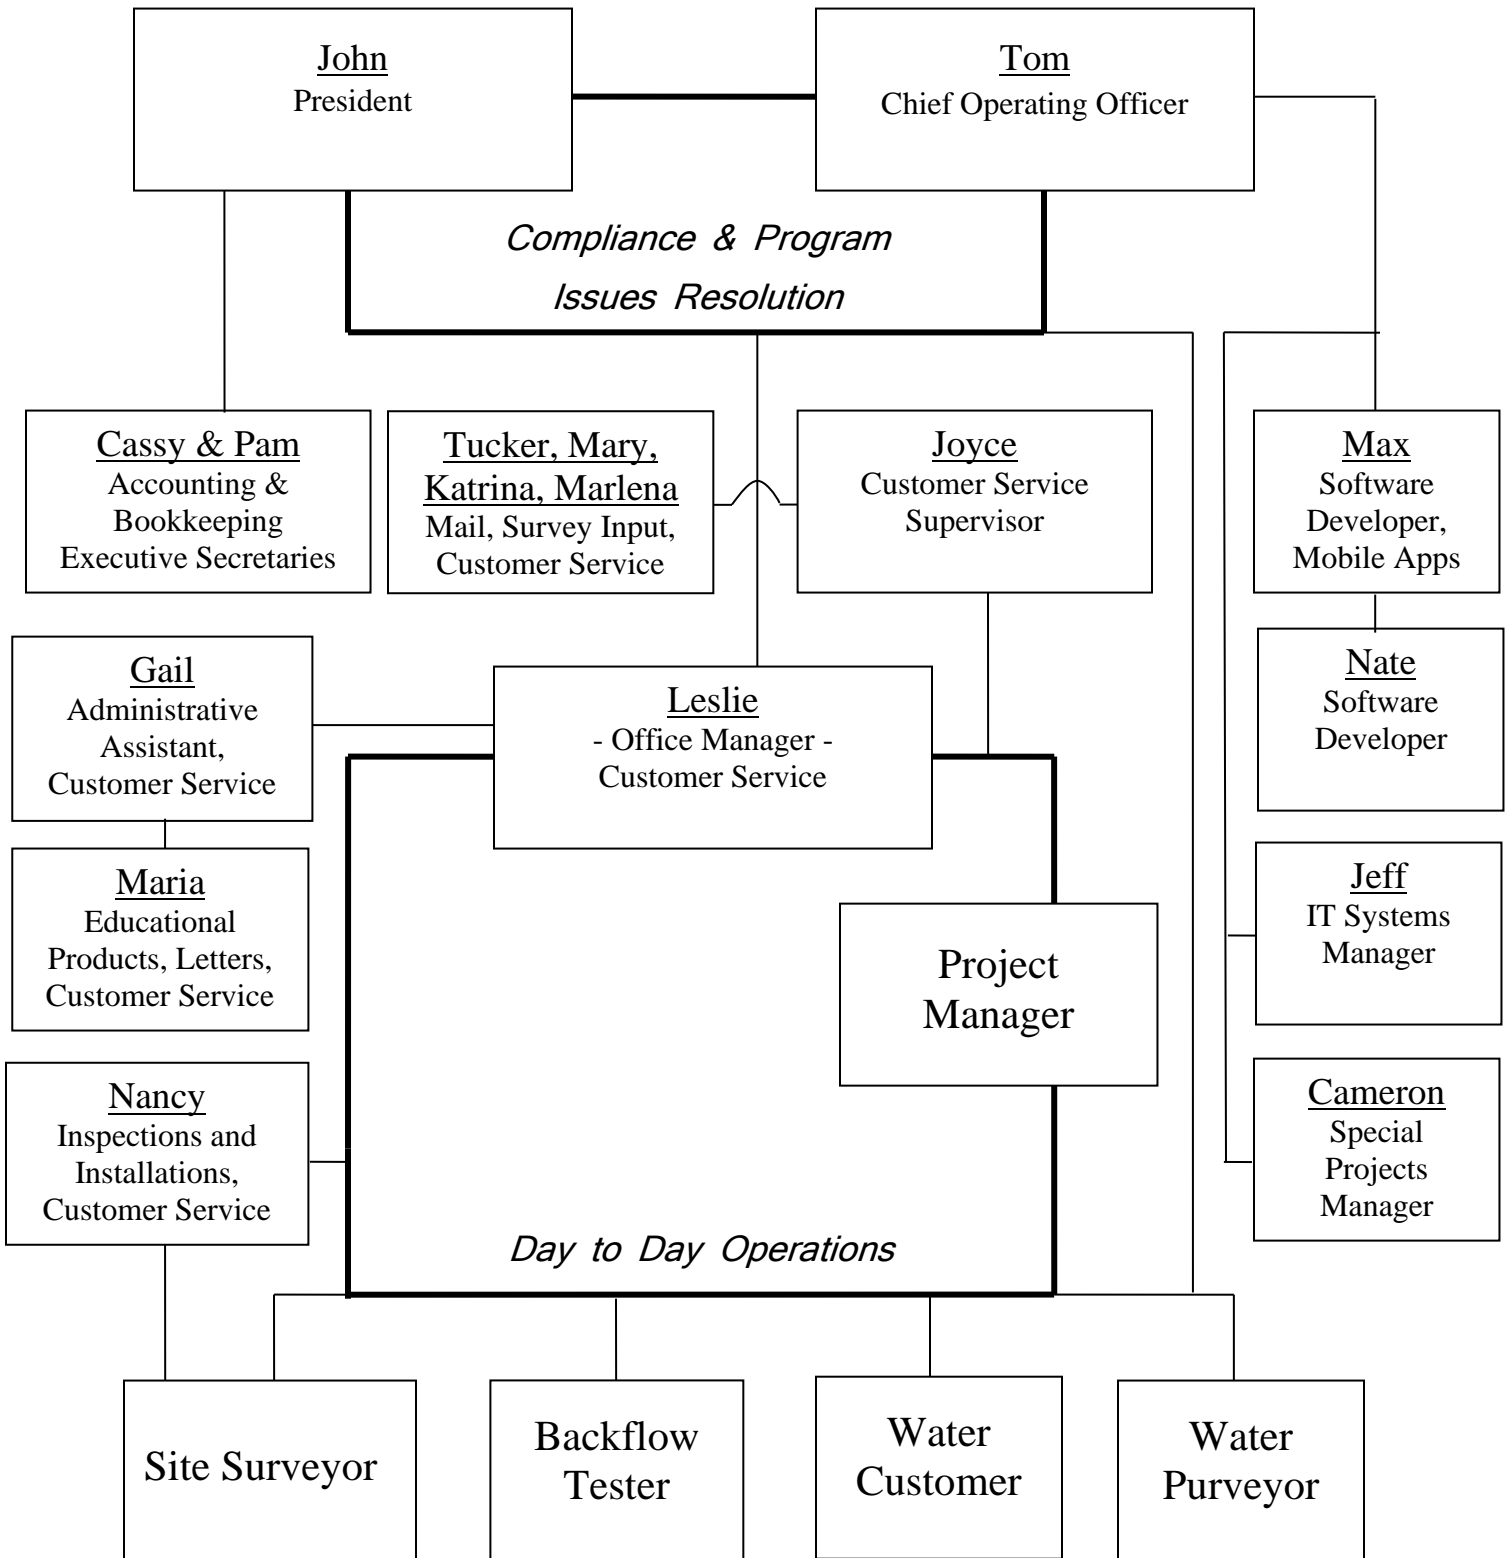 John
President
Tom
Chief Operating Officer
Compliance & Program
Issues Resolution
Cassy & Pam
Accounting &
Bookkeeping
Executive Secretaries
Tucker, Mary,
Katrina, Marlena
Mail, Survey Input,
Customer Service
Joyce
Customer Service
Supervisor
Max
Software
Developer,
Mobile Apps
Gail
Administrative
Assistant,
Customer Service
Leslie
- Office Manager -
Customer Service
Nate
Software
Developer
Maria
Educational
Products, Letters,
Customer Service
Project
Manager
Jeff
IT Systems
Manager
Nancy
Inspections and
Installations,
Customer Service
Cameron
Special
Projects
Manager
Day to Day Operations
Site Surveyor
Backflow
Tester
Water
Customer
Water
Purveyor